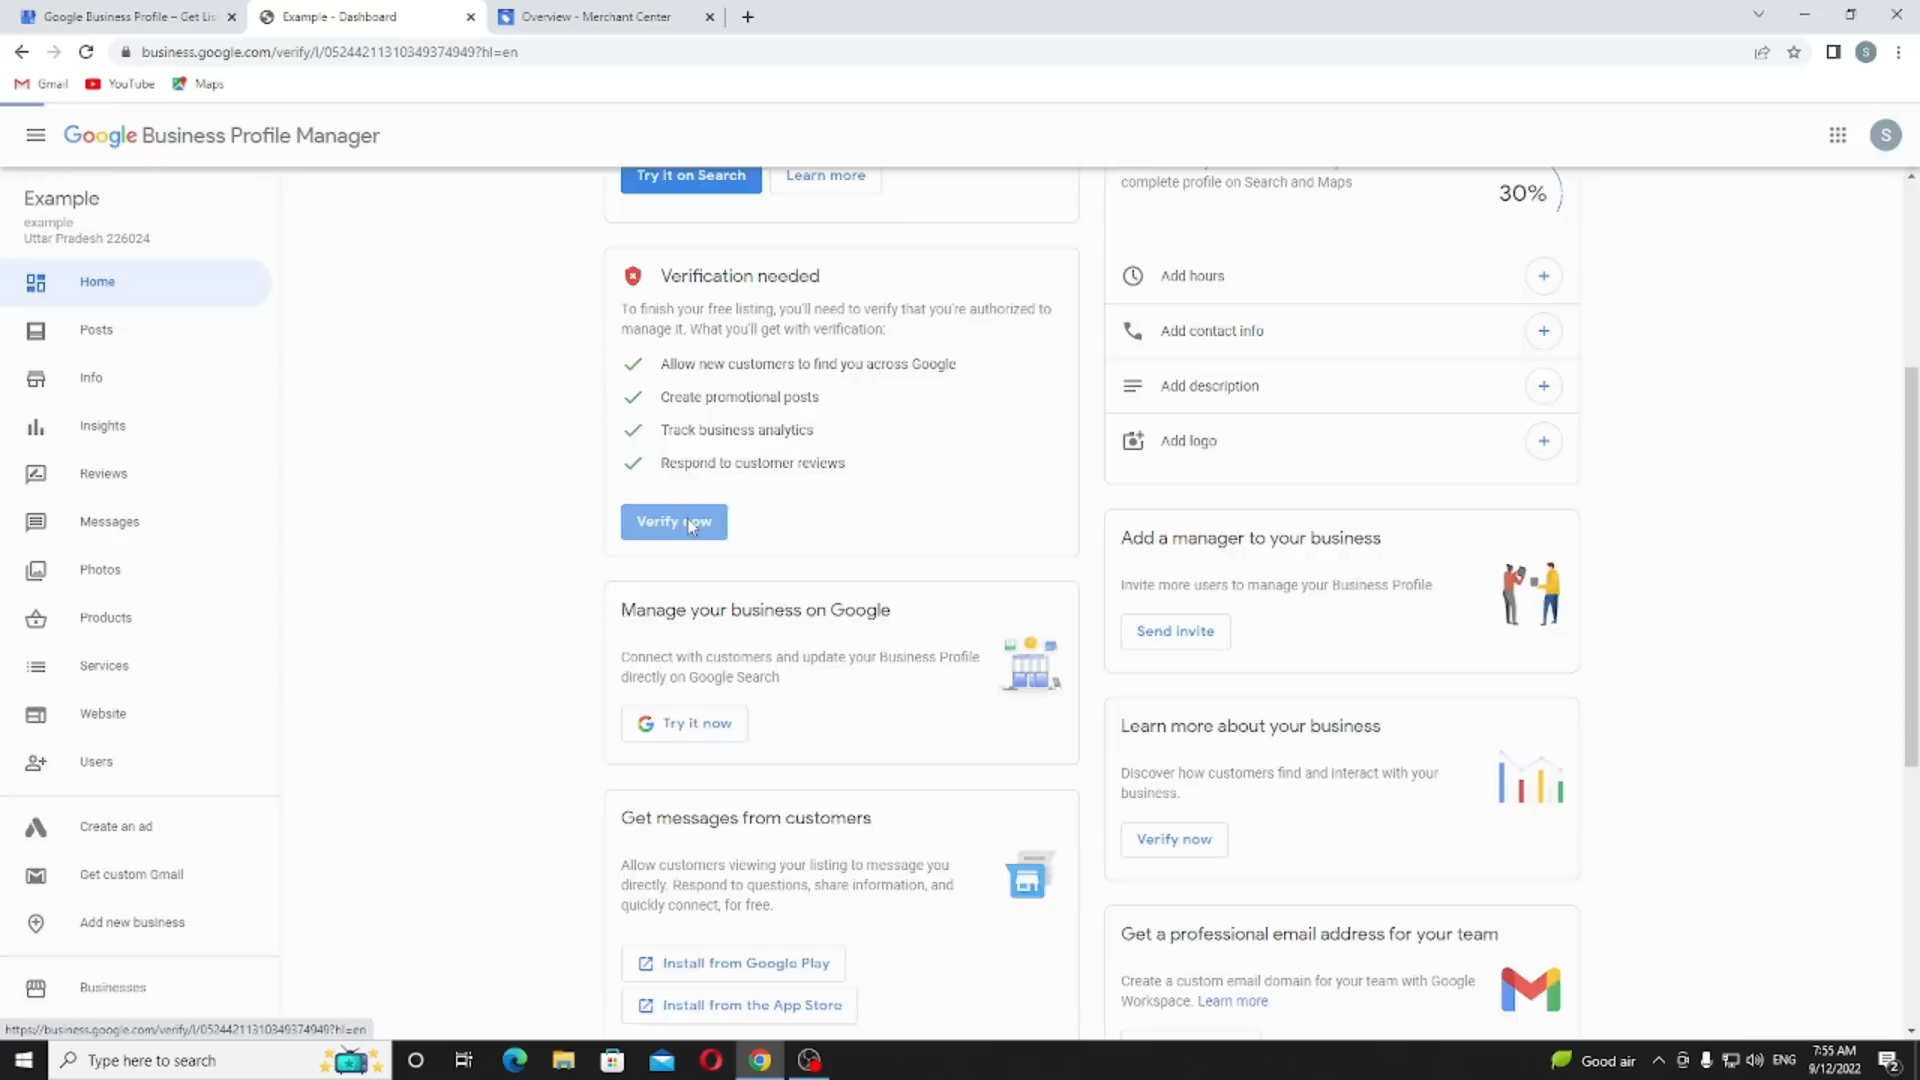 Google Business Profile – Get Lis
Example - Dashboard
Overview - Merchant Center
business.google.com/verify/l/05244211310349374949?hl=en
Gmail
YouTube
Maps
Google Business Profile Manager
S
Example
example
Uttar Pradesh 226024
Home
Posts
Info
Insights
Reviews
Messages
Photos
Products
Services
Website
Users
Create an ad
Get custom Gmail
Add new business
Businesses
Try it on Search
Learn more
Verification needed
To finish your free listing, you'll need to verify that you're authorized to
manage it. What you'll get with verification:
Allow new customers to find you across Google
Create promotional posts
Track business analytics
Respond to customer reviews
Verify now
Manage your business on Google
Connect with customers and update your Business Profile
directly on Google Search
Try it now
Get messages from customers
Allow customers viewing your listing to message you
directly. Respond to questions, share information, and
quickly connect, for free.
Install from Google Play
Install from the App Store
complete profile on Search and Maps
30%
Add hours
Add contact info
Add description
Add logo
Add a manager to your business
Invite more users to manage your Business Profile
Send invite
Learn more about your business
Discover how customers find and interact with your
business.
Verify now
Get a professional email address for your team
Create a custom email domain for your team with Google
Workspace. Learn more
https://business.google.com/verify/l/05244211310349374949?hl=en
Type here to search
Good air
ENG
7:55 AM
9/12/2022
2